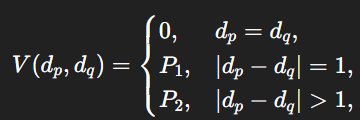 V(d_p, d_q) = { 0, d_p = d_q,
P_1, |d_p − d_q| = 1,
P_2, |d_p − d_q| > 1,